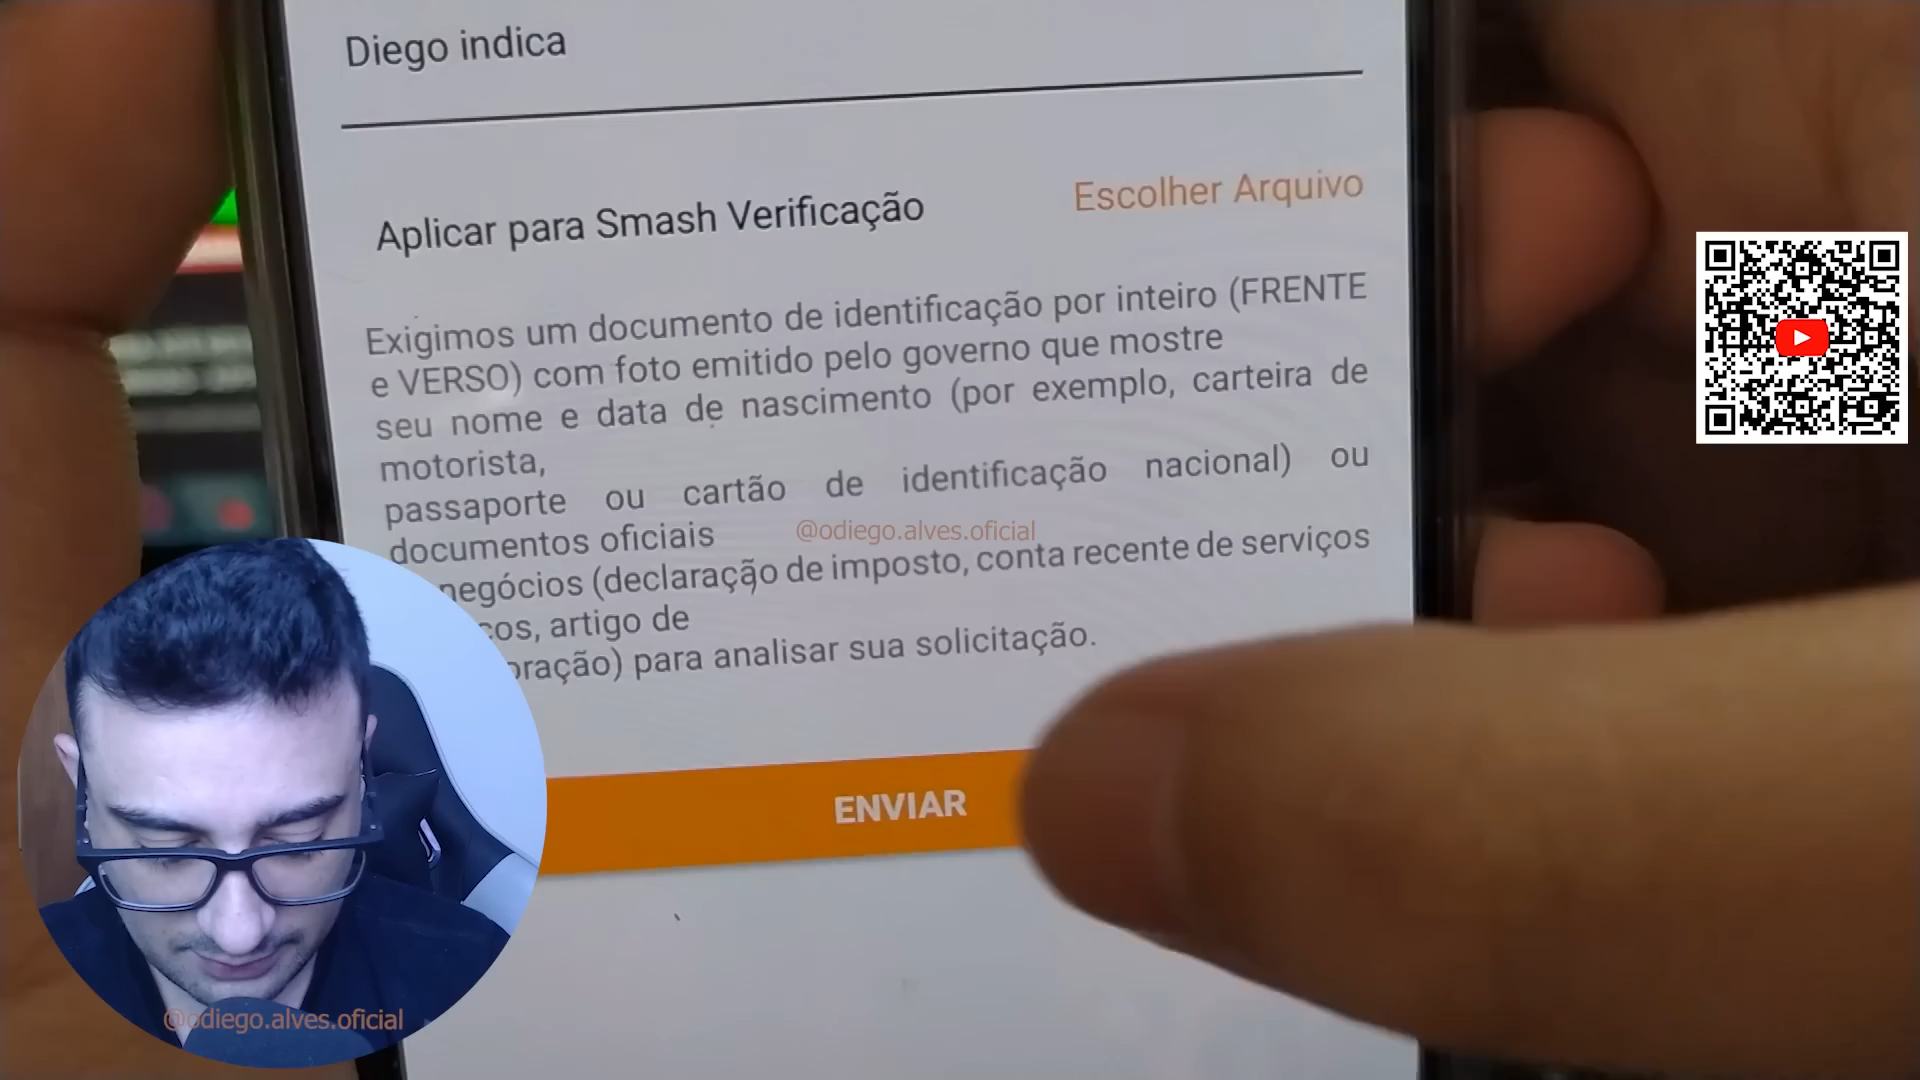 Diego indica
Aplicar para Smash Verificação
Escolher Arquivo
Exigimos um documento de identificação por inteiro (FRENTE
e VERSO) com foto emitido pelo governo que mostre
seu nome e data de nascimento (por exemplo, carteira de
motorista,
passaporte ou cartão de identificação nacional) ou
documentos oficiais
@odiego.alves.oficial
negócios (declaração de imposto, conta recente de serviços
artigo de
para analisar sua solicitação.
ENVIAR
@odiego.alves.oficial